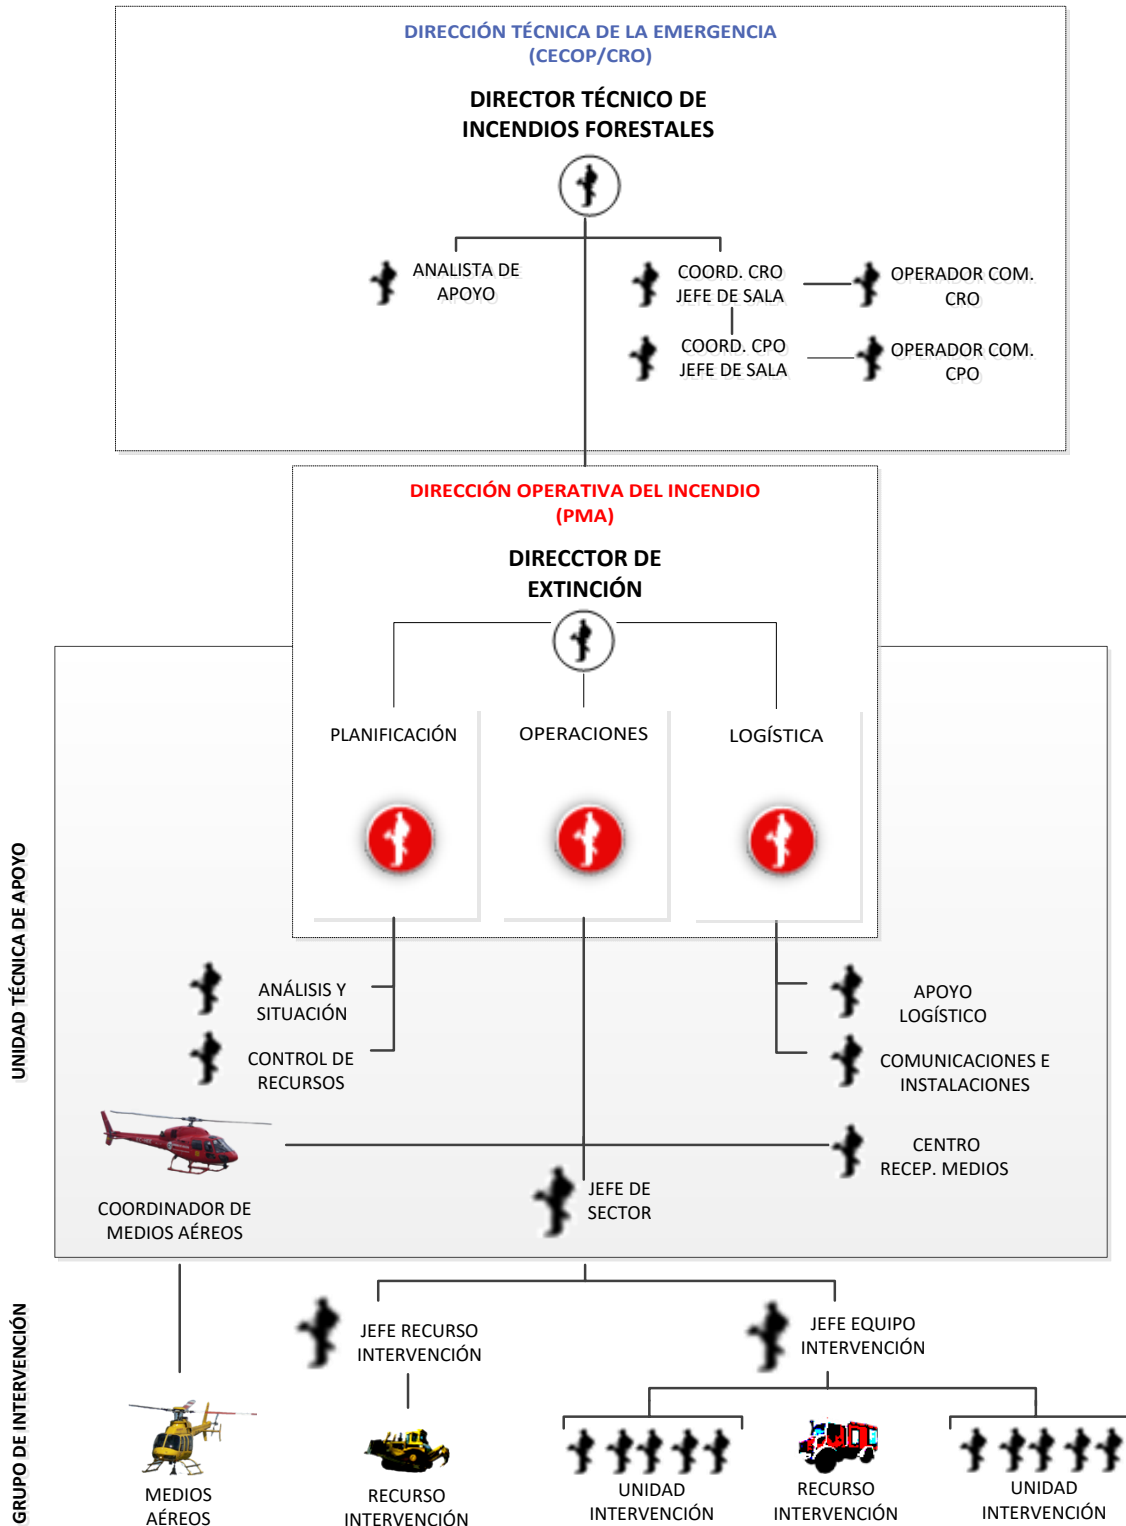 DIRECCIÓN TÉCNICA DE LA EMERGENCIA
(CECOP/CRO)
DIRECTOR TÉCNICO DE
INCENDIOS FORESTALES
ANALISTA DE
APOYO
COORD. CRO
JEFE DE SALA
OPERADOR COM.
CRO
COORD. CPO
JEFE DE SALA
OPERADOR COM.
CPO
DIRECCIÓN OPERATIVA DEL INCENDIO
(PMA)
DIRECCTOR DE
EXTINCIÓN
PLANIFICACIÓN
OPERACIONES
LOGÍSTICA
UNIDAD TÉCNICA DE APOYO
ANÁLISIS Y
SITUACIÓN
APOYO
LOGÍSTICO
CONTROL DE
RECURSOS
COMUNICACIONES E
INSTALACIONES
CENTRO
RECEP. MEDIOS
COORDINADOR DE
MEDIOS AÉREOS
JEFE DE
SECTOR
GRUPO DE INTERVENCIÓN
JEFE RECURSO
INTERVENCIÓN
JEFE EQUIPO
INTERVENCIÓN
MEDIOS
AÉREOS
RECURSO
INTERVENCIÓN
UNIDAD
INTERVENCIÓN
RECURSO
INTERVENCIÓN
UNIDAD
INTERVENCIÓN